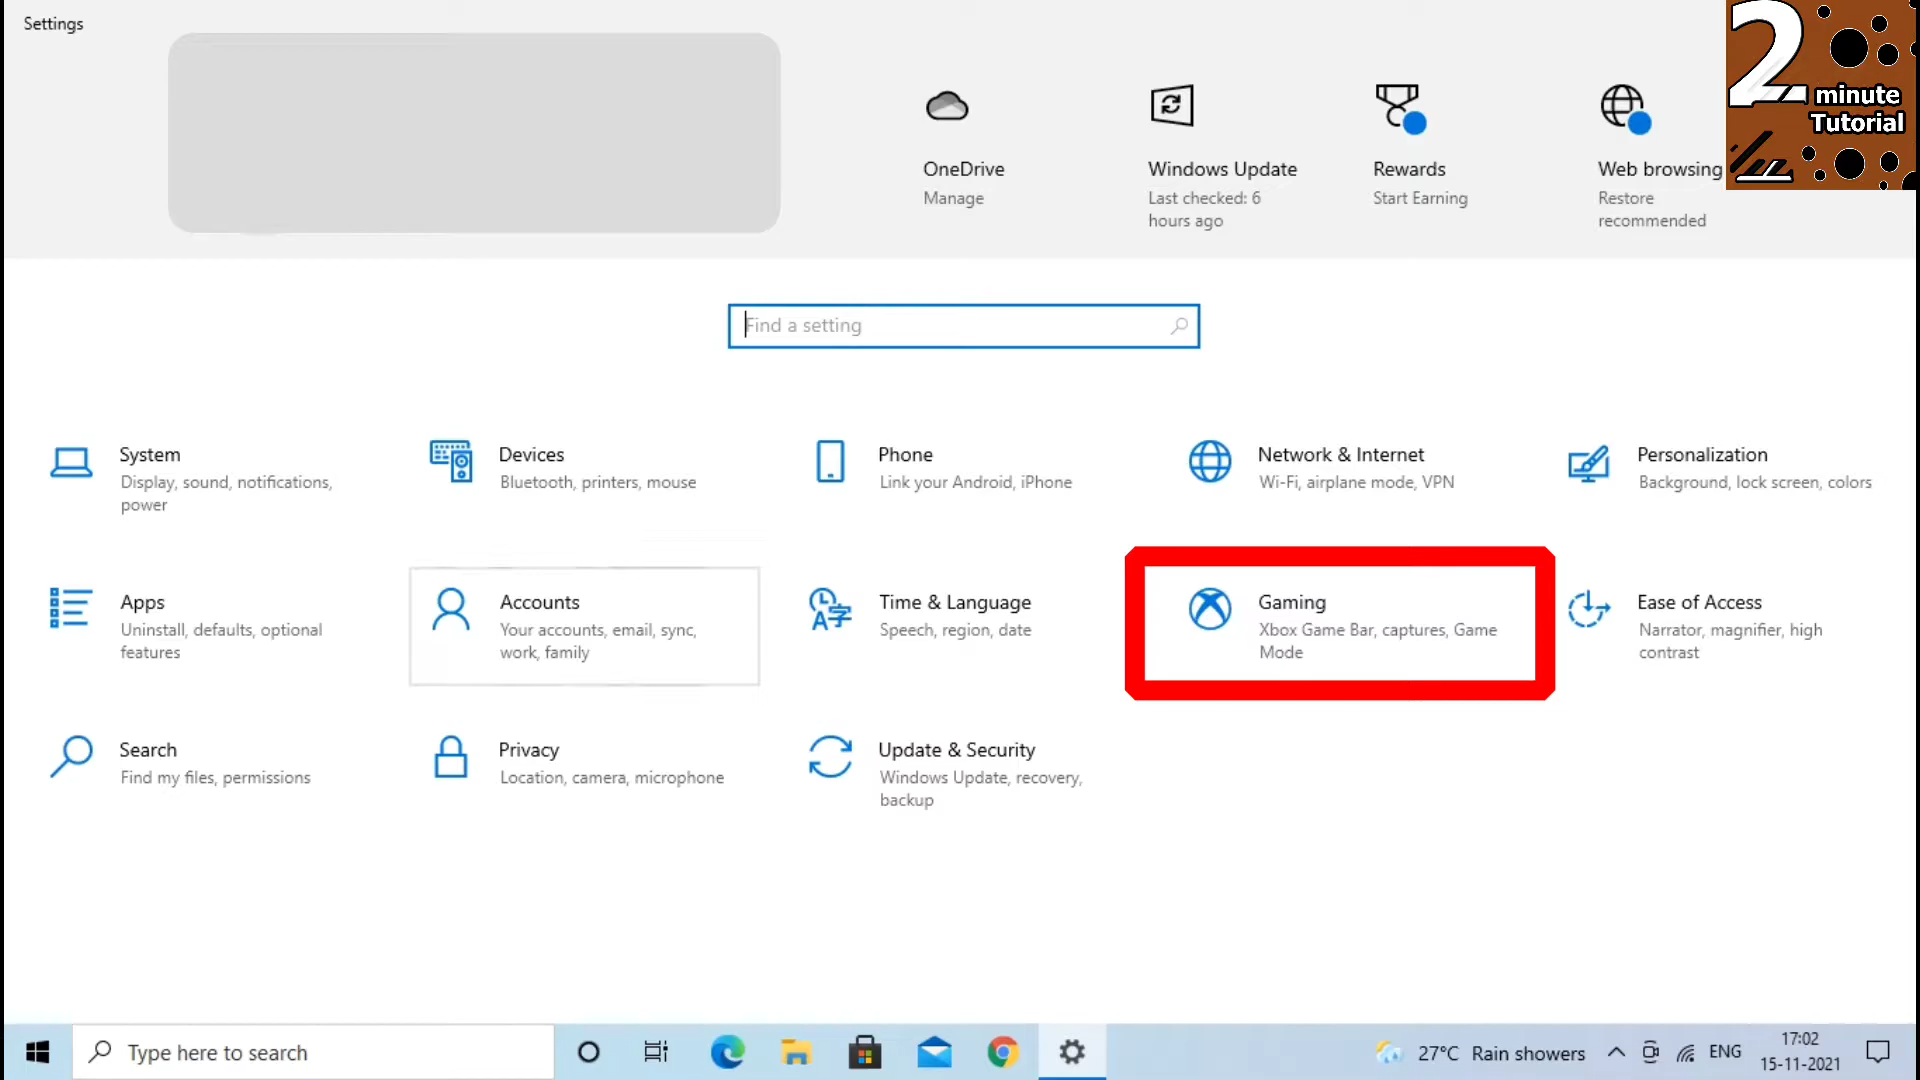 Settings
2
minute
Tutorial
OneDrive
Manage
Windows Update
Last checked: 6
hours ago
Rewards
Start Earning
Web browsing
Restore
recommended
Find a setting
System
Display, sound, notifications,
power
Devices
Bluetooth, printers, mouse
Phone
Link your Android, iPhone
Network & Internet
Wi-Fi, airplane mode, VPN
Personalization
Background, lock screen, colors
Apps
Uninstall, defaults, optional
features
Accounts
Your accounts, email, sync,
work, family
Time & Language
Speech, region, date
Gaming
Xbox Game Bar, captures, Game
Mode
Ease of Access
Narrator, magnifier, high
contrast
Search
Find my files, permissions
Privacy
Location, camera, microphone
Update & Security
Windows Update, recovery,
backup
Type here to search
27°C Rain showers
ENG
17:02
15-11-2021